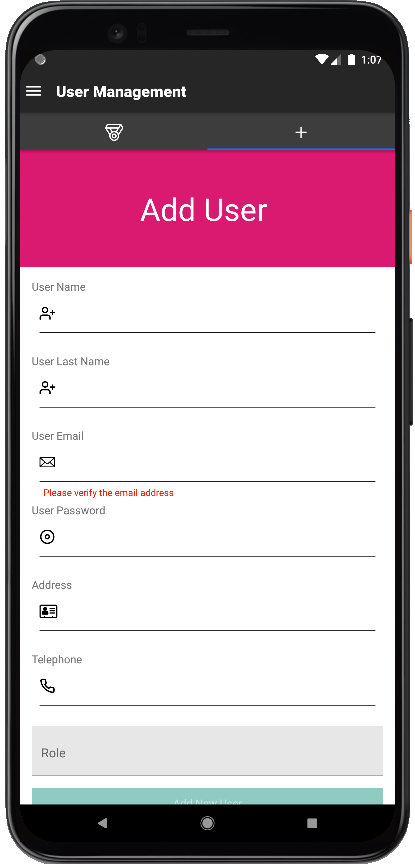 1:07
User Management
Add User
User Name
User Last Name
User Email
Please verify the email address
User Password
Address
Telephone
Role
Add New User